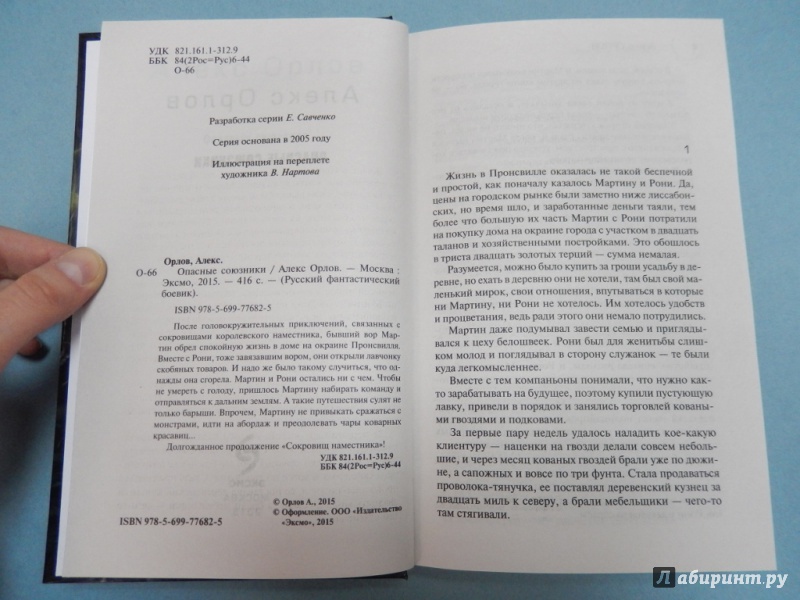 УДК 821.161.1-312.9
ББК 84(2Рос=Рус)6-44
О-66
Разработка серии Е. Савченко
Серия основана в 2005 году
Иллюстрация на переплете
художника В. Нартова
Орлов, Алекс.
О-66 Опасные союзники / Алекс Орлов. — Москва :
Эксмо, 2015. — 416 с. — (Русский фантастический
боевик).
ISBN 978-5-699-77682-5
После головокружительных приключений, связанных с
сокровищами королевского наместника, бывший вор Мар-
тин обрел спокойную жизнь в доме на окраине Пронсвилля.
Вместе с Рони, тоже завязавшим вором, они открыли лавчонку
скобяных товаров. И надо же было такому случиться, что од-
нажды она сгорела. Мартин и Рони остались ни с чем. Чтобы
не умереть с голоду, пришлось Мартину набирать команду и
отправляться к дальним землям. А такие путешествия сулят не
только барыши. Впрочем, Мартину не привыкать сражаться с
монстрами, идти на абордаж и преодолевать чары коварных
красавиц...
Долгожданное продолжение «Сокровищ наместника»!
УДК 821.161.1-312.9
ББК 84(2Рос=Рус)6-44
© Орлов А., 2015
© Оформление. ООО «Издательство
«Эксмо», 2015
ISBN 978-5-699-77682-5
1
Жизнь в Пронсвилле оказалась не такой беспечной
и простой, как поначалу казалось Мартину и Рони. Да,
цены на городском рынке были заметно ниже лиссабон-
ских, но время шло, и заработанные деньги таяли, тем
более что большую их часть Мартин с Рони потратили
на покупку дома на окраине города с участком в двадцать
таланов и хозяйственными постройками. Это обошлось
в триста двадцать золотых терций — сумма немалая.
Разумеется, можно было купить за гроши усадьбу в де-
ревне, но ехать в деревню они не хотели, там был свой ма-
ленький мирок, свои отношения, впутываться в которые
ни Мартину, ни Рони не хотелось. Им хотелось удобств
и процветания, ведь ради этого они немало потрудились.
Мартин даже подумывал завести семью и приглядý-
вался к цеху белошвеек. Рони был для женитьбы слиш-
ком молод и поглядывал в сторону служанок — те были
куда легкомысленнее.
Вместе с тем компаньоны понимали, что нужно как-
то зарабатывать на будущее, поэтому купили пустующую
лавку, привели в порядок и занялись торговлей коваными
гвоздями и подковами.
За первые пару недель удалось наладить кое-какую
клиентуру — наценки на гвозди делали совсем неболь-
шие, и через месяц кованых гвоздей брали уже по дюжи-
не, а сапожных и вовсе по три фунта. Стала продаваться
проволока-тянучка, ее поставлял деревенский кузнец за
двадцать миль к северу, а брали мебельщики — чего-то
там стягивали.
Лабиринт.ру